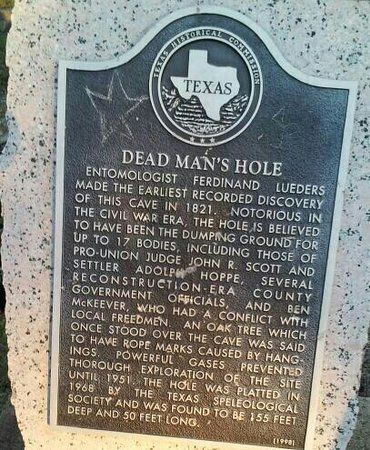 TEXAS HISTORICAL COMMISSION
TEXAS
DEAD MAN'S HOLE
ENTOMOLOGIST FERDINAND LUEDERS
MADE THE EARLIEST RECORDED DISCOVERY
OF THIS CAVE IN 1821. NOTORIOUS IN
THE CIVIL WAR ERA, THE HOLE IS BELIEVED
TO HAVE BEEN THE DUMPING GROUND FOR
UP TO 17 BODIES, INCLUDING THOSE OF
PRO-UNION JUDGE JOHN R. SCOTT AND
SETTLER ADOLPH HOPPE, SEVERAL
RECONSTRUCTION-ERA COUNTY
GOVERNMENT OFFICIALS, AND BEN
McKEEVER, WHO HAD A CONFLICT WITH
LOCAL FREEDMEN. AN OAK TREE WHICH
ONCE STOOD OVER THE CAVE WAS SAID
TO HAVE ROPE MARKS CAUSED BY HANG-
INGS. POWERFUL GASES PREVENTED
THOROUGH EXPLORATION OF THE SITE
UNTIL 1951. THE HOLE WAS PLATTED IN
1968 BY THE TEXAS SPELEOLOGICAL
SOCIETY AND WAS FOUND TO BE 155 FEET
DEEP AND 50 FEET LONG.
(1998)